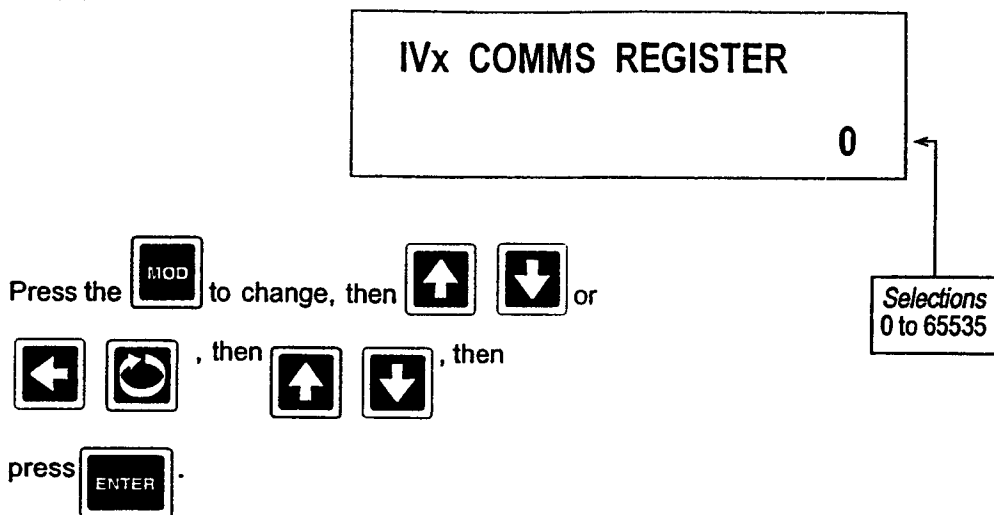 IVx COMMS REGISTER
0
Selections
0 to 65535
Press the MOD to change, then or
, then , then
press ENTER .